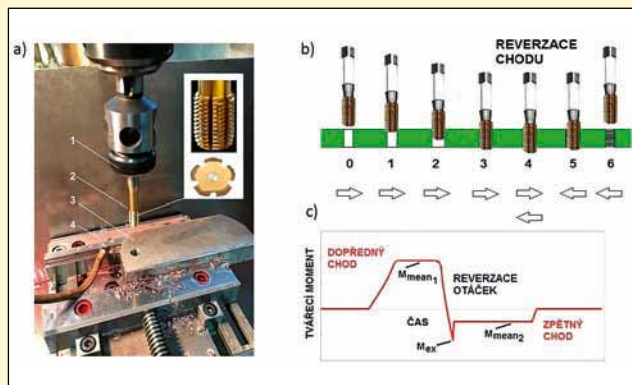 a)
1
2
3
4
b)
REVERZACE
CHODU
0 1 2 3 4 5 6
c)
TVÁŘECÍ MOMENT
DOPŘEDNÝ
CHOD
Mmean1
REVERZACE
OTÁČEK
ČAS
Mex
Mmean2
ZPĚTNÝ
CHOD